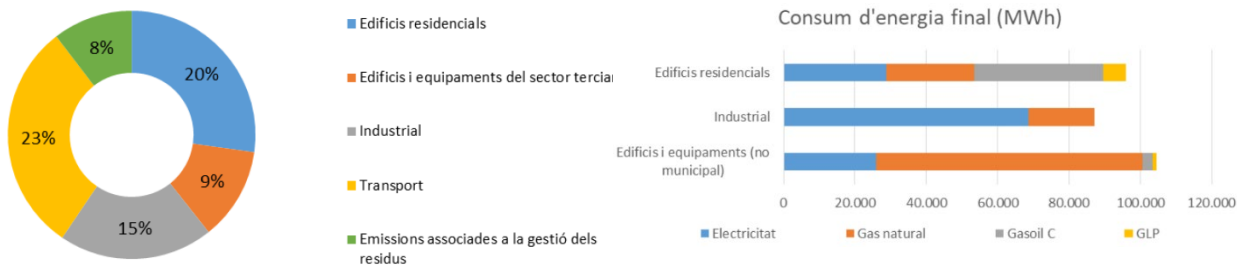 20%
9%
15%
23%
8%
Edificis residencials
Edificis i equipaments del sector terciar
Industrial
Transport
Emissions associades a la gestió dels
residus
Consum d'energia final (MWh)
Edificis residencials
Industrial
Edificis i equipaments (no
municipal)
0 20.000 40.000 60.000 80.000 100.000 120.000
Electricitat Gas natural Gasoil C GLP